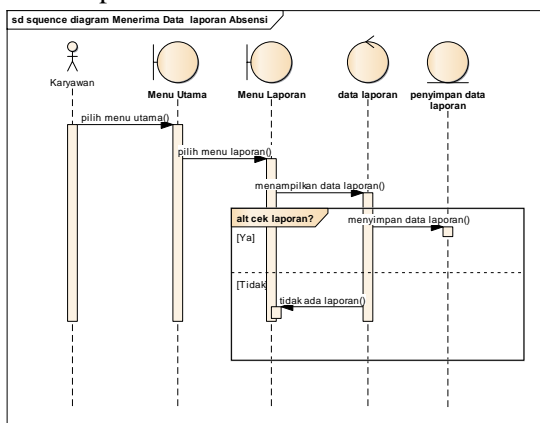 sd squence diagram Menerima Data laporan Absensi
Karyawan
Menu Utama
Menu Laporan
data laporan
penyimpan data
laporan
pilih menu utama()
pilih menu laporan()
menampilkan data laporan()
alt cek laporan?
menyimpan data laporan()
[Ya]
[Tidak]
tidak ada laporan()